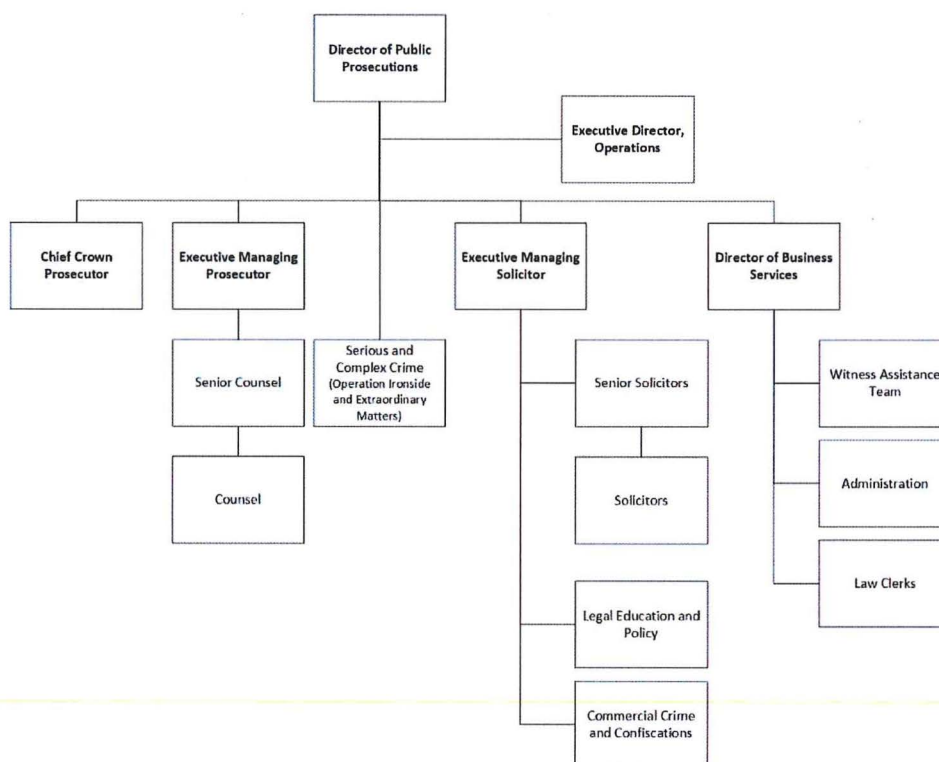 Director of Public
Prosecutions
Executive Director,
Operations
Chief Crown
Prosecutor
Executive Managing
Prosecutor
Executive Managing
Solicitor
Director of Business
Services
Senior Counsel
Serious and
Complex Crime
(Operation Ironside
and Extraordinary
Matters)
Senior Solicitors
Witness Assistance
Team
Counsel
Solicitors
Administration
Law Clerks
Legal Education and
Policy
Commercial Crime
and Confiscations